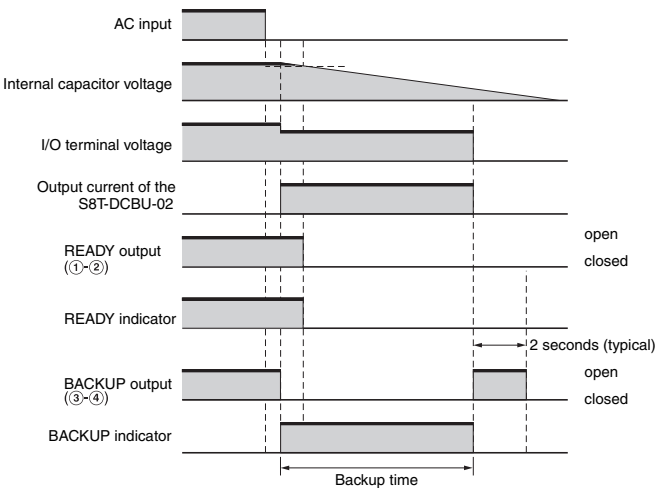 AC input
Internal capacitor voltage
I/O terminal voltage
Output current of the
S8T-DCBU-02
READY output
(①-②)
open
closed
READY indicator
2 seconds (typical)
BACKUP output
(③-④)
open
closed
BACKUP indicator
Backup time